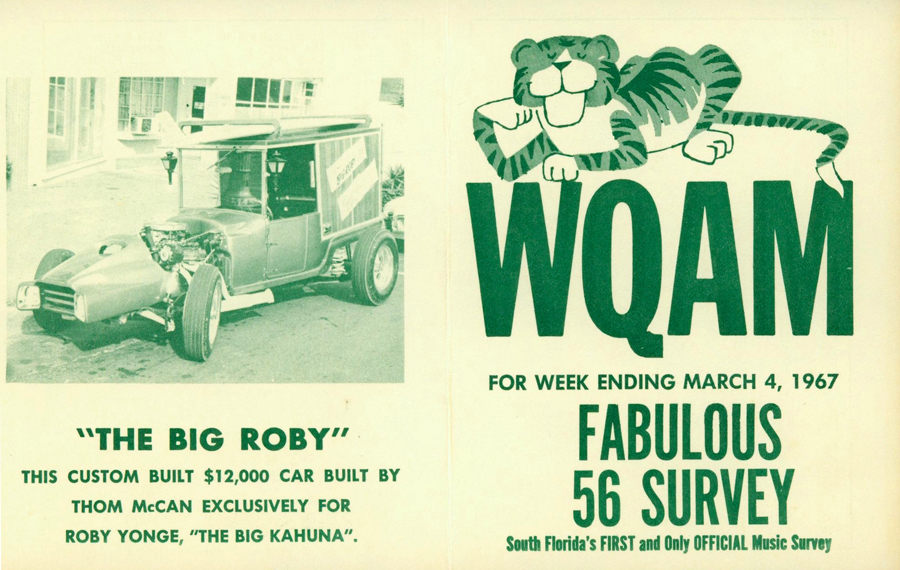 "THE BIG ROBY"
THIS CUSTOM BUILT $12,000 CAR BUILT BY
THOM McCAN EXCLUSIVELY FOR
ROBY YONGE, "THE BIG KAHUNA".
WQAM
FOR WEEK ENDING MARCH 4, 1967
FABULOUS
56 SURVEY
South Florida's FIRST and Only OFFICIAL Music Survey